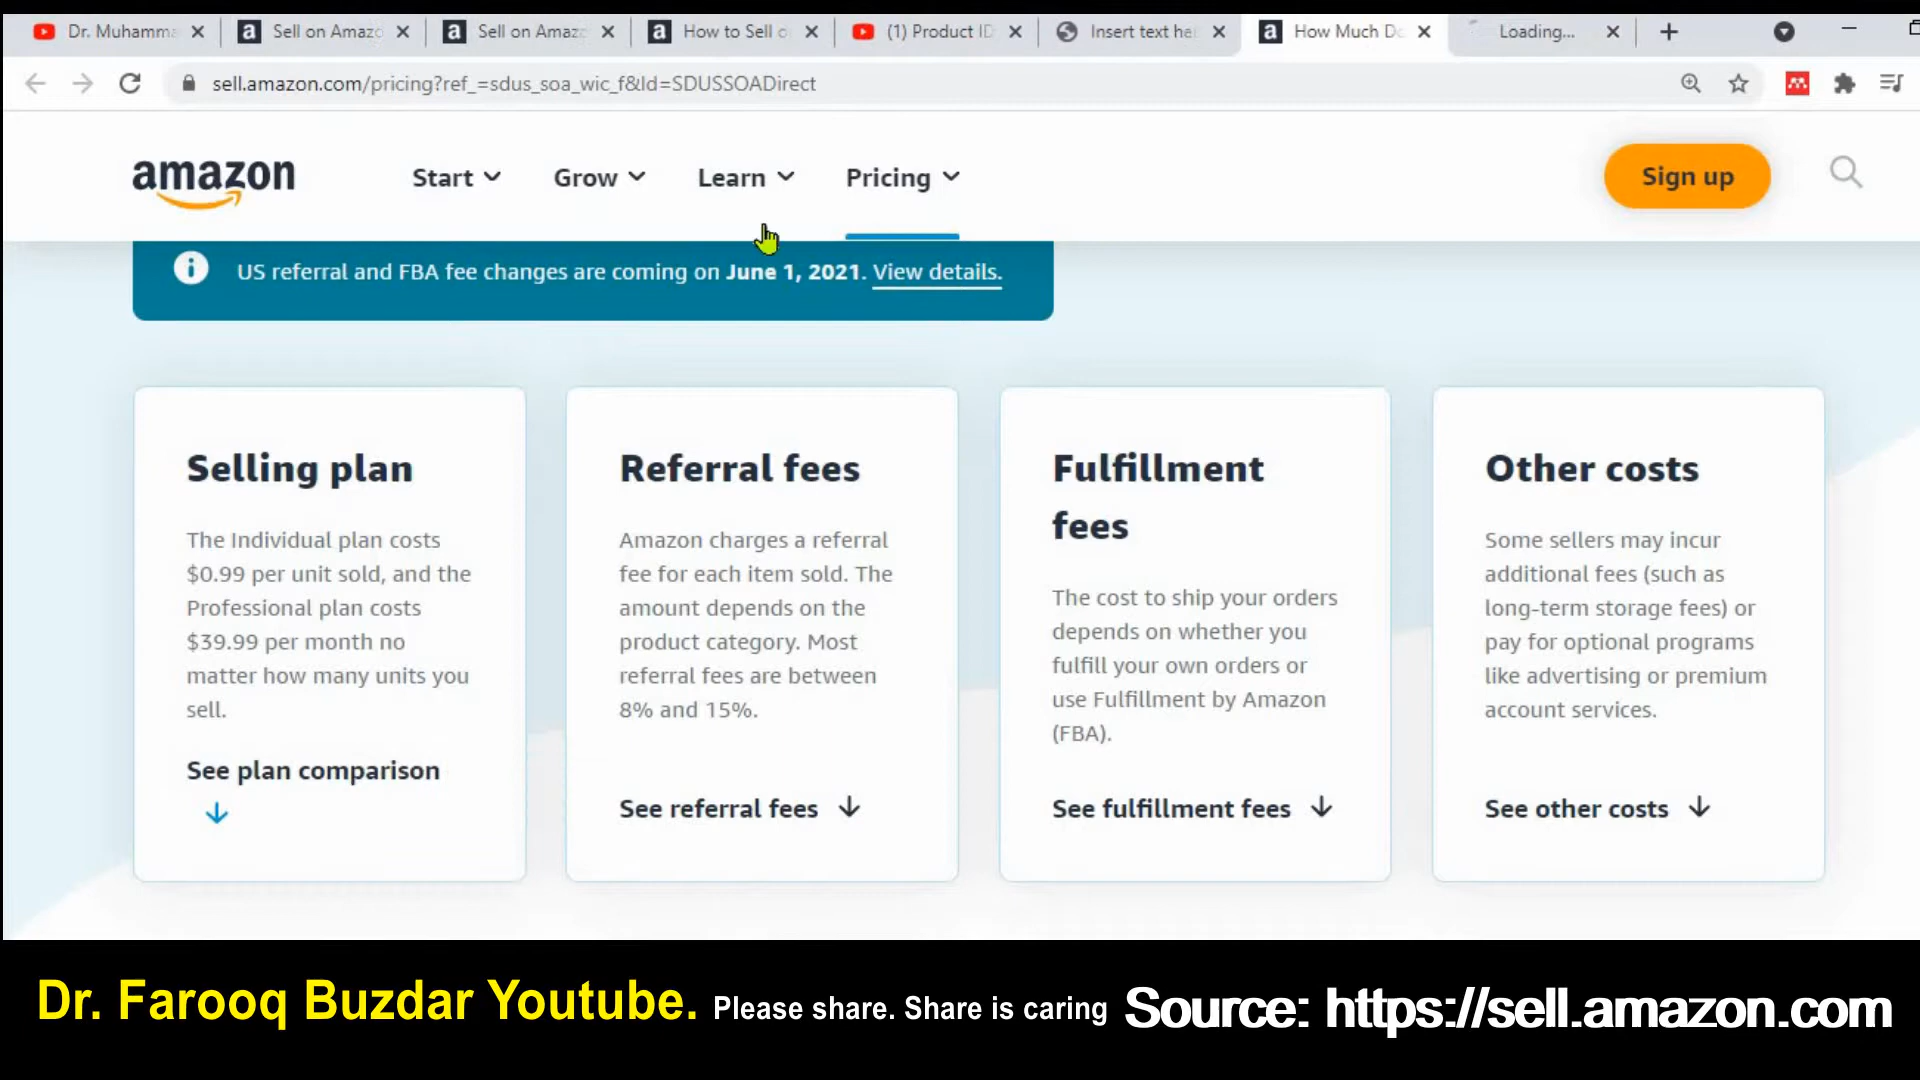 Dr. Muhamma
Sell on Amazo
Sell on Amaz
How to Sell o
(1) Product ID
Insert text he
How Much Do
Loading...
sell.amazon.com/pricing?ref_=sdus_soa_wic_f&ld=SDUSSOADirect
amazon
Start
Grow
Learn
Pricing
Sign up
US referral and FBA fee changes are coming on June 1, 2021. View details.
Selling plan
The Individual plan costs
$0.99 per unit sold, and the
Professional plan costs
$39.99 per month no
matter how many units you
sell.
See plan comparison
Referral fees
Amazon charges a referral
fee for each item sold. The
amount depends on the
product category. Most
referral fees are between
8% and 15%.
See referral fees
Fulfillment
fees
The cost to ship your orders
depends on whether you
fulfill your own orders or
use Fulfillment by Amazon
(FBA).
See fulfillment fees
Other costs
Some sellers may incur
additional fees (such as
long-term storage fees) or
pay for optional programs
like advertising or premium
account services.
See other costs
Dr. Farooq Buzdar Youtube. Please share. Share is caring Source: https://sell.amazon.com